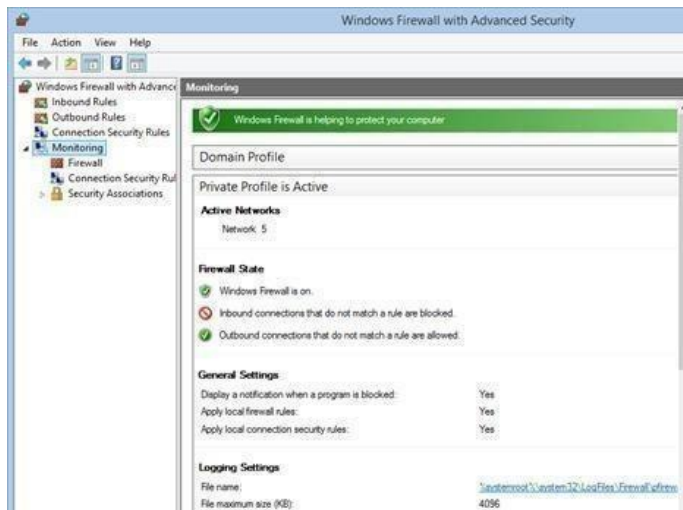 Windows Firewall with Advanced Security
File Action View Help
Windows Firewall with Advance
Inbound Rules
Outbound Rules
Connection Security Rules
Monitoring
Firewall
Connection Security Rul
Security Associations
Monitoring
Windows Firewall is helping to protect your computer
Domain Profile
Private Profile is Active
Active Networks
Network 5
Firewall State
Windows Firewall is on.
Inbound connections that do not match a rule are blocked.
Outbound connections that do not match a rule are allowed.
General Settings
Display a notification when a program is blocked: Yes
Apply local firewall rules: Yes
Apply local connection security rules: Yes
Logging Settings
File name: %systemroot%\system32\LogFiles\Firewall\pfirew
File maximum size (KB): 4096